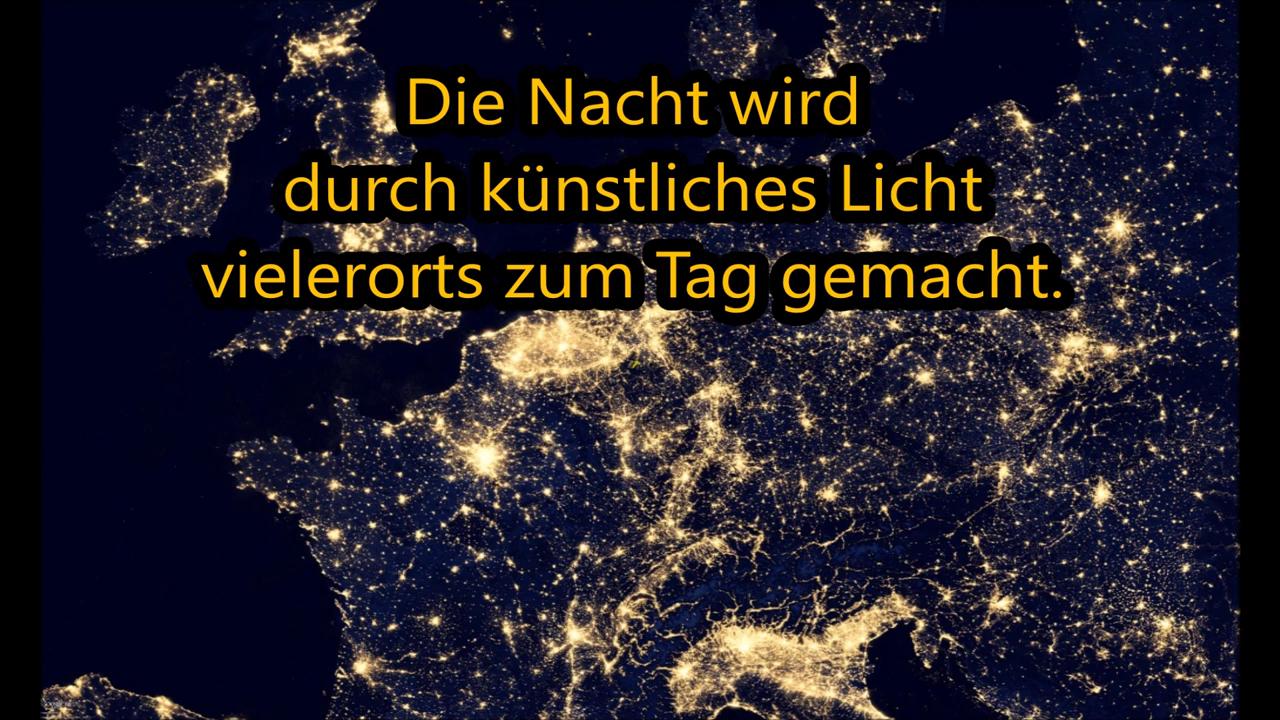 Die Nacht wird
durch künstliches Licht
vielerorts zum Tag gemacht.